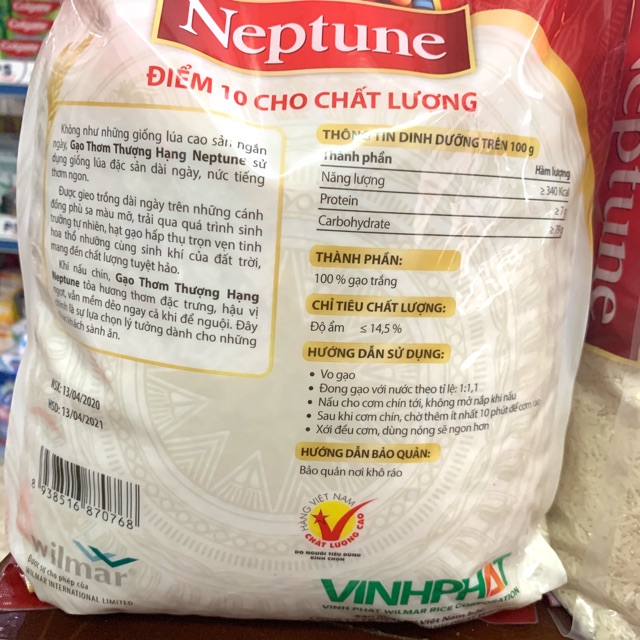 Neptune
ĐIỂM 10 CHO CHẤT LƯỢNG
Không như những giống lúa cao sản ngắn
ngày, Gạo Thơm Thượng Hạng Neptune sử
dụng giống lúa đặc sản dài ngày, nức tiếng
thơm ngon.
Được gieo trồng dài ngày trên những cánh
đồng phù sa màu mỡ, trải qua quá trình sinh
trưởng tự nhiên, hạt gạo hấp thụ trọn vẹn tinh
hoa thổ nhưỡng cùng sinh khí của đất trời,
mang đến chất lượng tuyệt hảo.
Khi nấu chín, Gạo Thơm Thượng Hạng
Neptune tỏa hương thơm đặc trưng, hậu vị
ngọt, vẫn mềm dẻo ngay cả khi để nguội. Đây
là sự lựa chọn lý tưởng dành cho những
khách sành ăn.
NSX: 13/04/2020
HSD: 13/04/2021
8 938516 870768
wilmar
Được sự cho phép của
WILMAR INTERNATIONAL LIMITED
THÔNG TIN DINH DƯỠNG TRÊN 100 g
Thành phần Hàm lượng
Năng lượng ≥ 340 Kcal
Protein ≥ 7 g
Carbohydrate ≥ 78 g
THÀNH PHẦN:
100 % gạo trắng
CHỈ TIÊU CHẤT LƯỢNG:
Độ ẩm ≤ 14,5 %
HƯỚNG DẪN SỬ DỤNG:
• Vo gạo
• Đong gạo với nước theo tỉ lệ: 1:1,1
• Nấu cho cơm chín tới, không mở nắp khi nấu
• Sau khi cơm chín, chờ thêm ít nhất 10 phút để cơm
• Xới đều cơm, dùng nóng sẽ ngon hơn
HƯỚNG DẪN BẢO QUẢN:
Bảo quản nơi khô ráo
HÀNG VIỆT NAM
CHẤT LƯỢNG CAO
DO NGƯỜI TIÊU DÙNG
BÌNH CHỌN
VINHPHAT
VINH PHAT WILMAR RICE CORPORATION
Neptune
Colgate